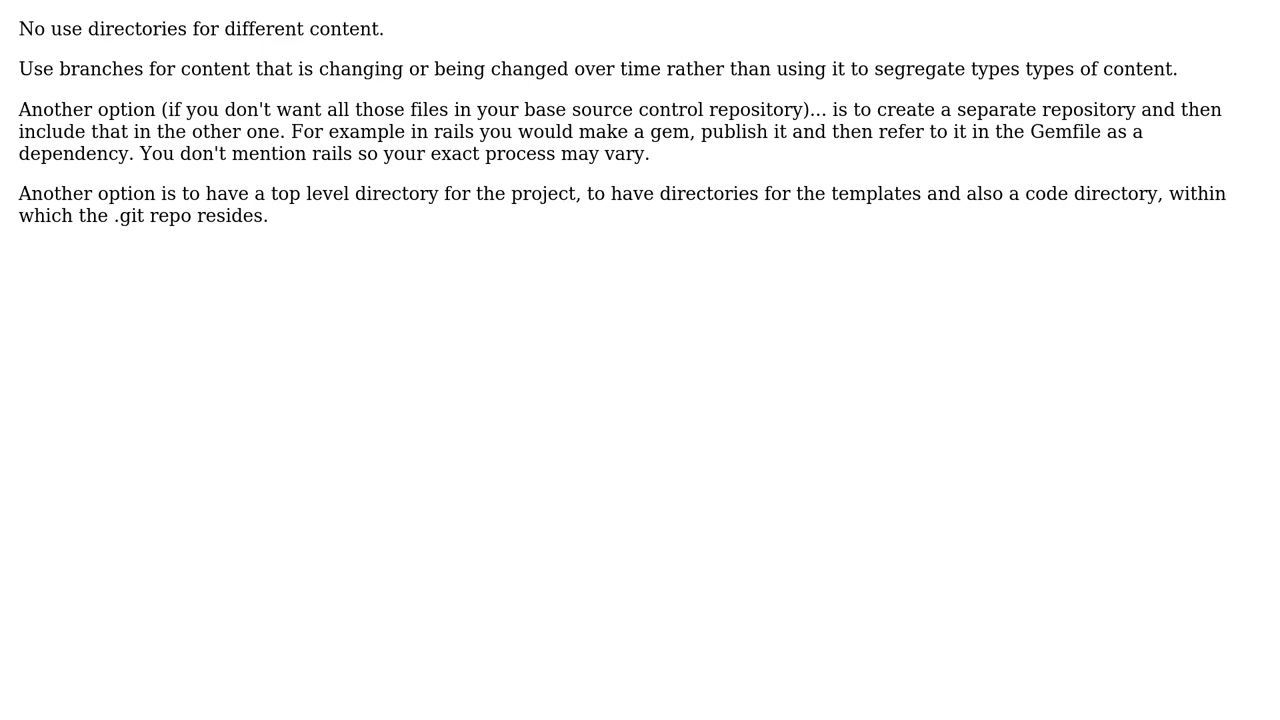 No use directories for different content.
Use branches for content that is changing or being changed over time rather than using it to segregate types types of content.
Another option (if you don't want all those files in your base source control repository)... is to create a separate repository and then
include that in the other one. For example in rails you would make a gem, publish it and then refer to it in the Gemfile as a
dependency. You don't mention rails so your exact process may vary.
Another option is to have a top level directory for the project, to have directories for the templates and also a code directory, within
which the .git repo resides.